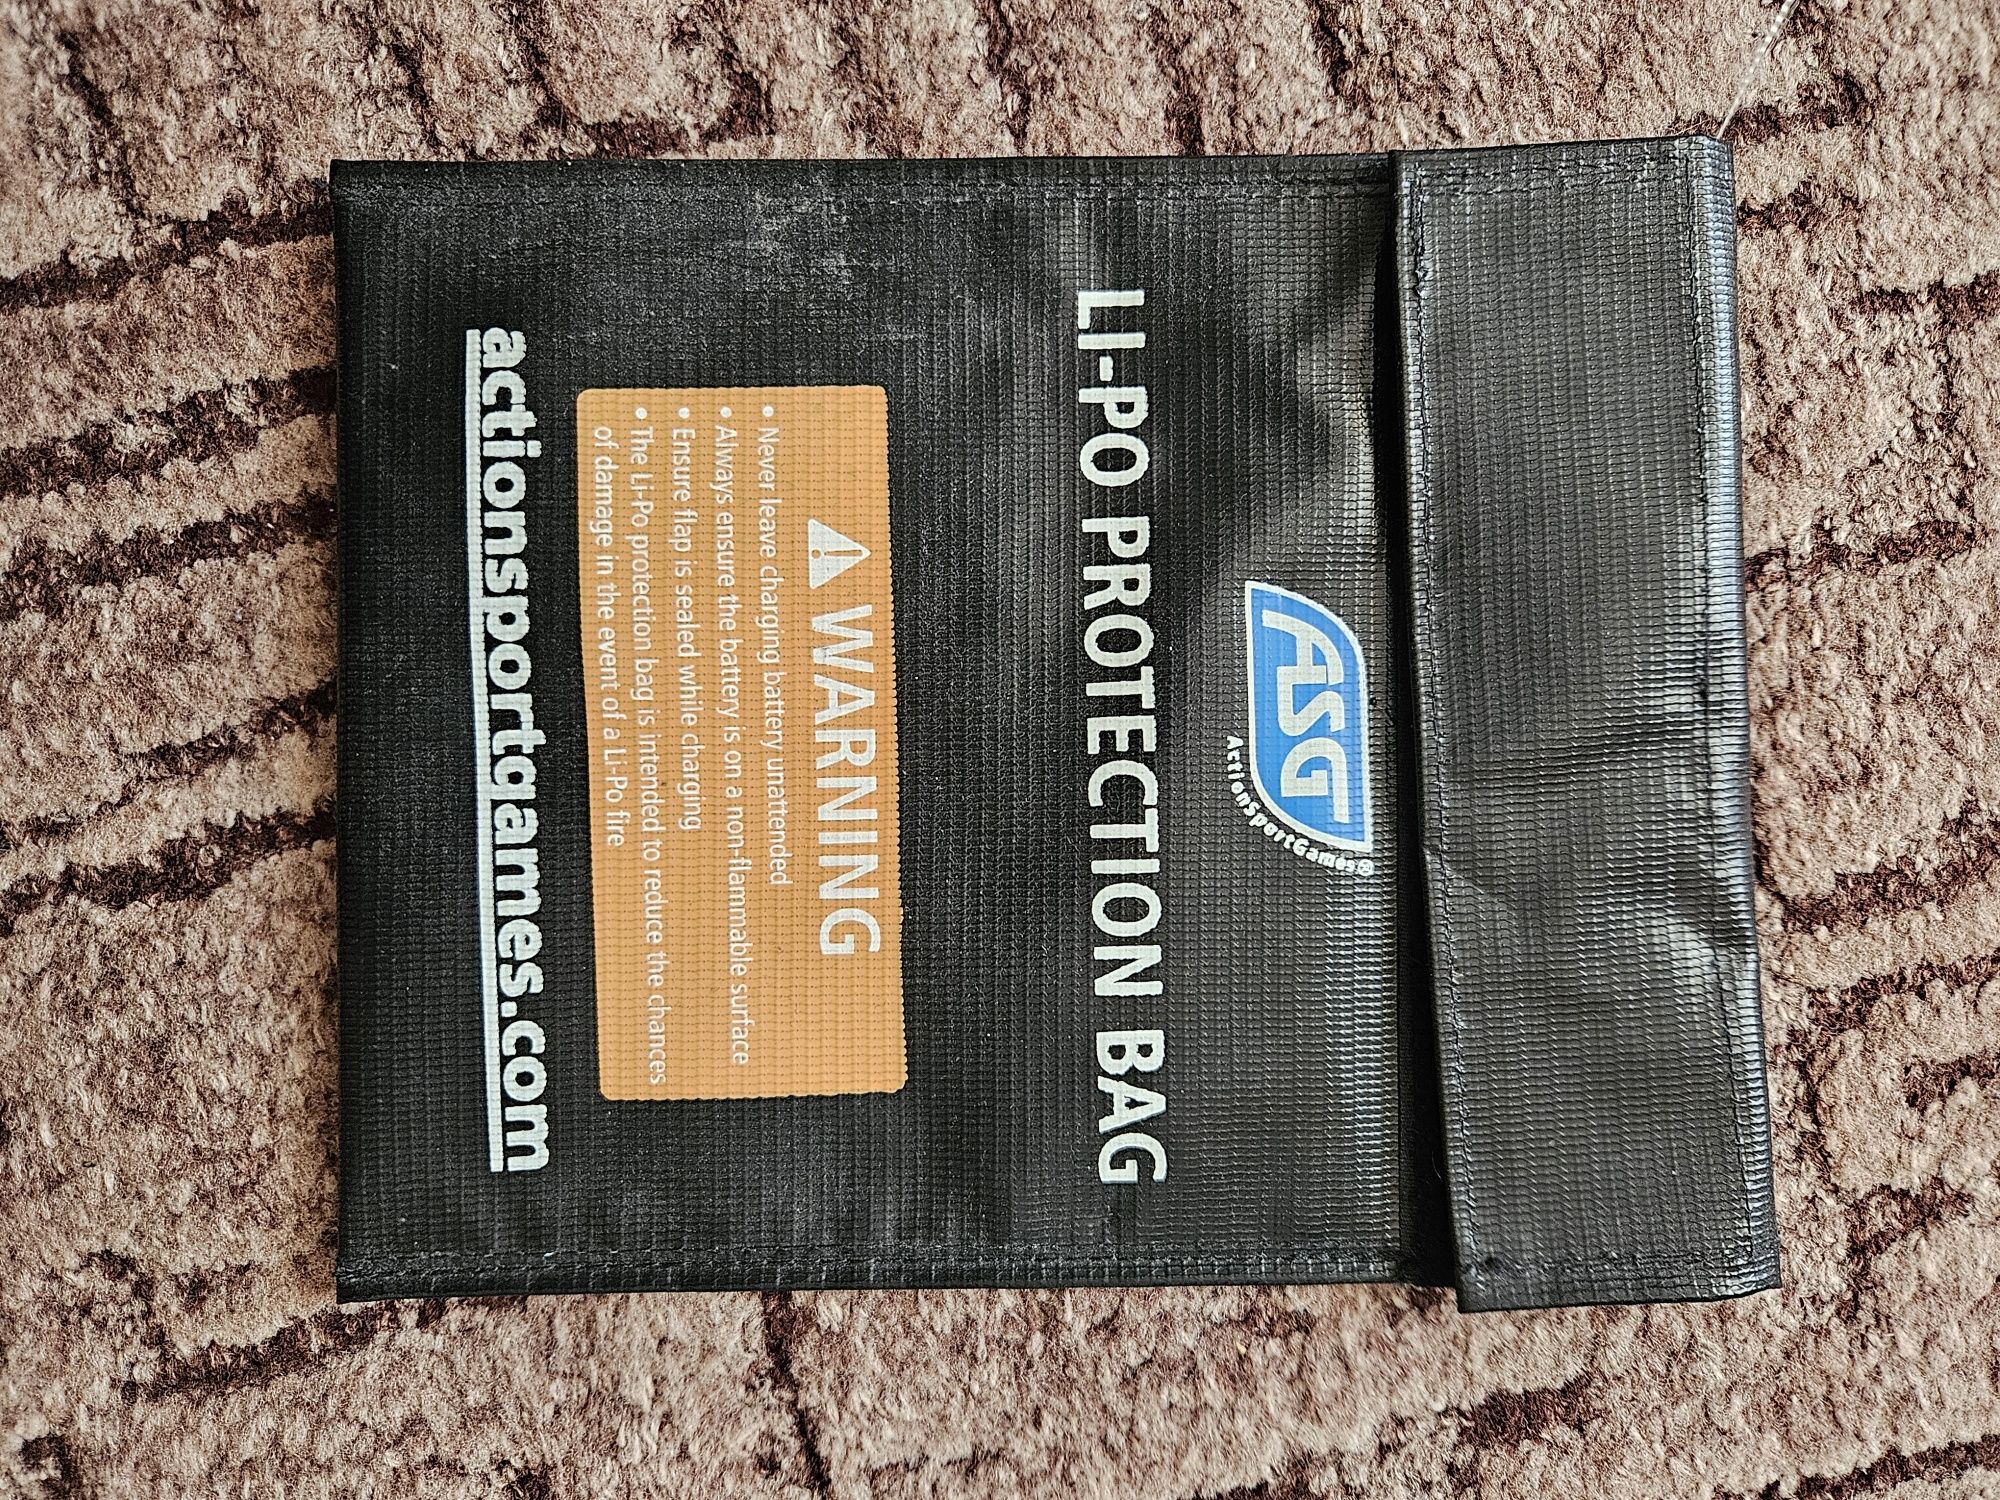 ASG
ActionSportGames®
LI-PO PROTECTION BAG
WARNING
• Never leave charging battery unattended
• Always ensure the battery is on a non-flammable surface
• Ensure flap is sealed while charging
• The Li-Po protection bag is intended to reduce the chances
of damage in the event of a Li-Po fire
actionsportgames.com